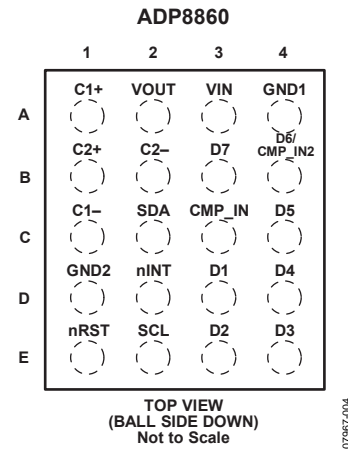 ADP8860
1 2 3 4
A
C1+ VOUT VIN GND1
B
C2+ C2– D7 D6/
CMP_IN2
C
C1– SDA CMP_IN D5
D
GND2 nINT D1 D4
E
nRST SCL D2 D3
TOP VIEW
(BALL SIDE DOWN)
Not to Scale
07967-004